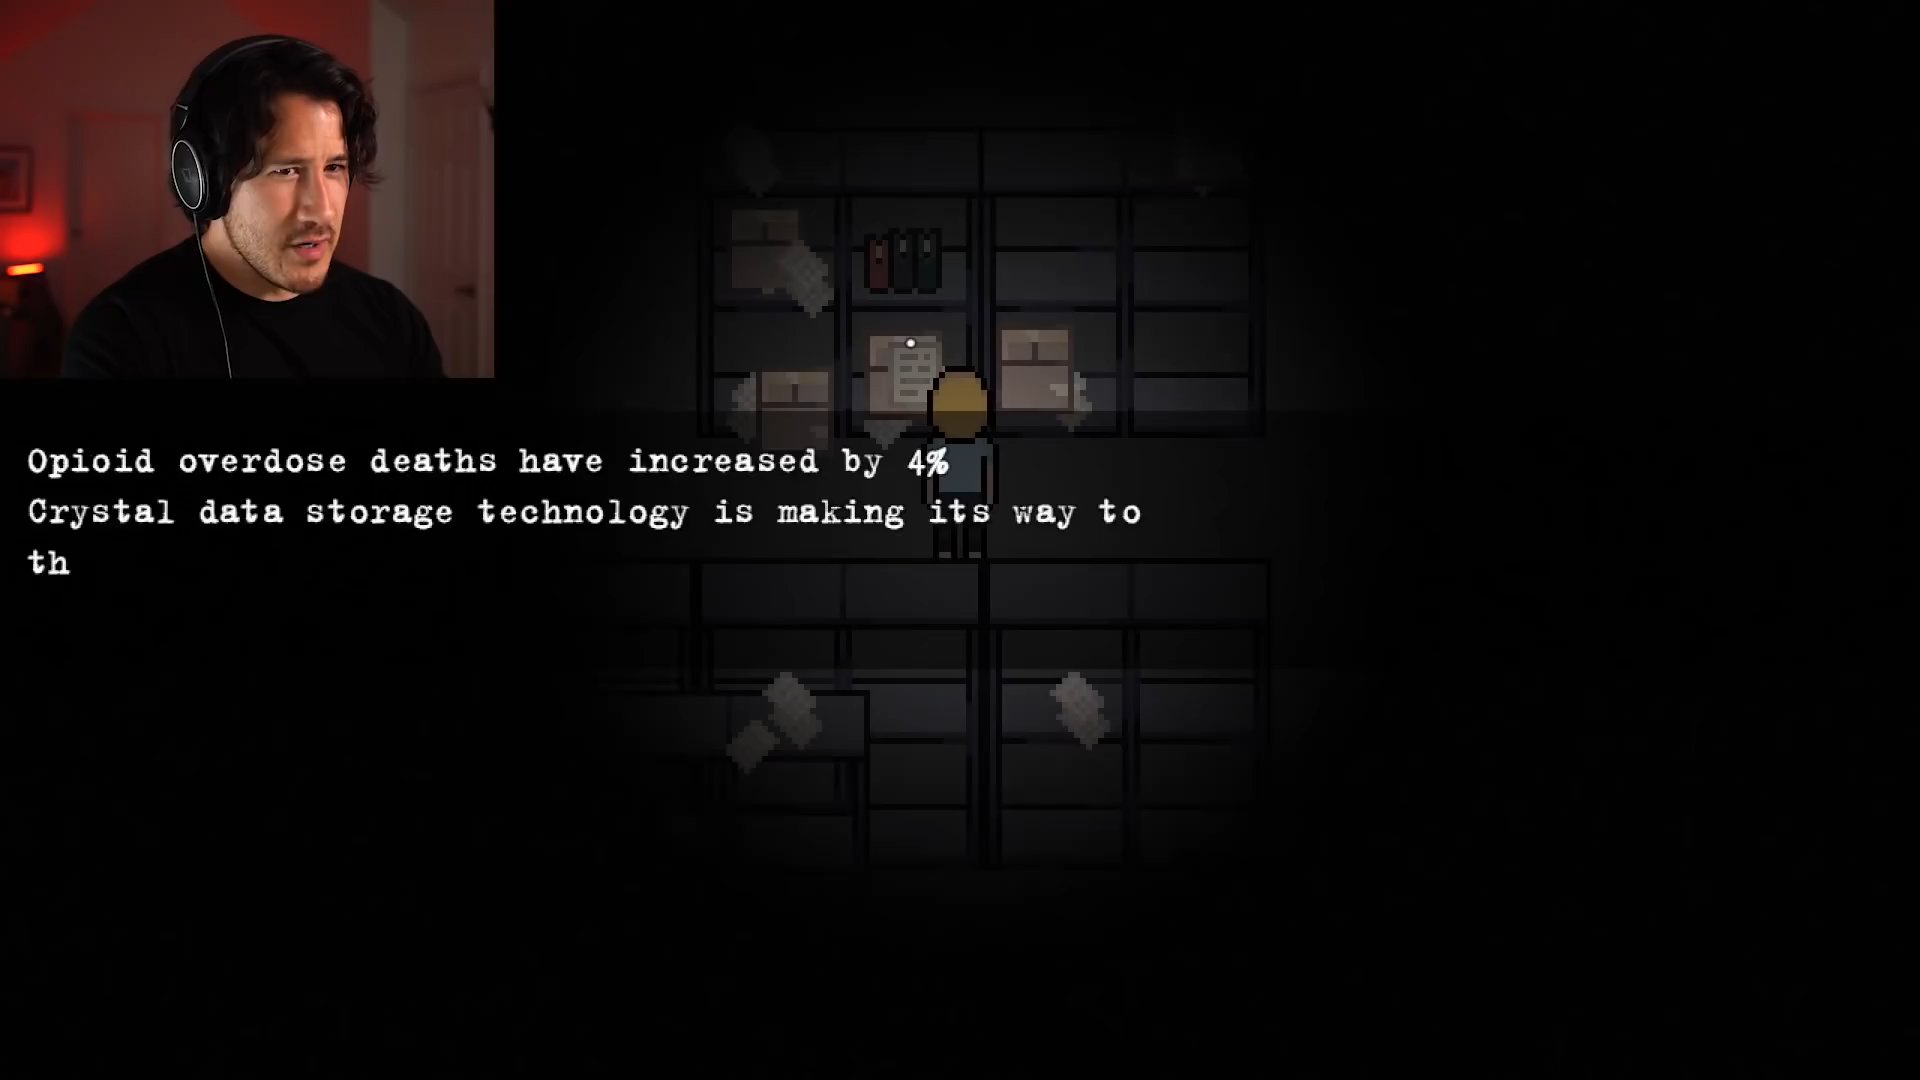 Opioid overdose deaths have increased by 4%
Crystal data storage technology is making its way to
th